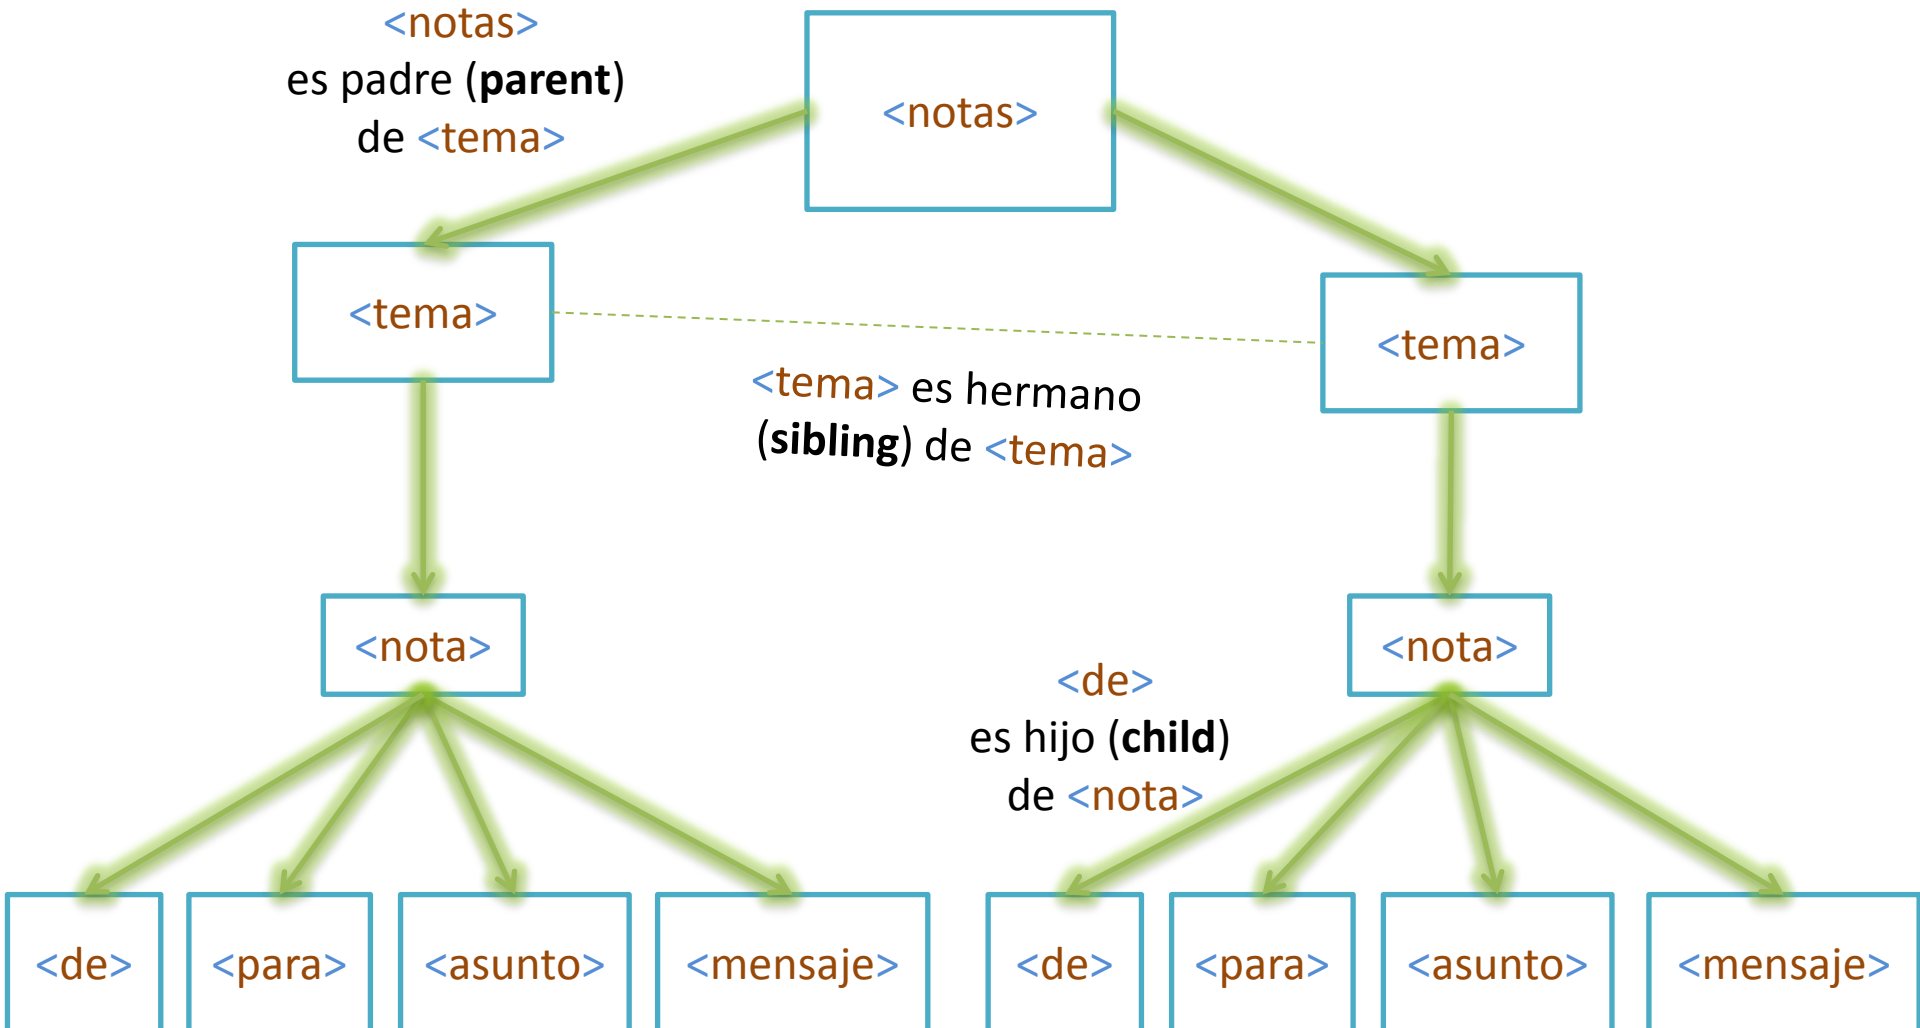 <notas>
es padre (parent)
de <tema>
<notas>
<tema>
<tema>
<tema> es hermano
(sibling) de <tema>
<nota>
<nota>
<de>
es hijo (child)
de <nota>
<de>
<para>
<asunto>
<mensaje>
<de>
<para>
<asunto>
<mensaje>